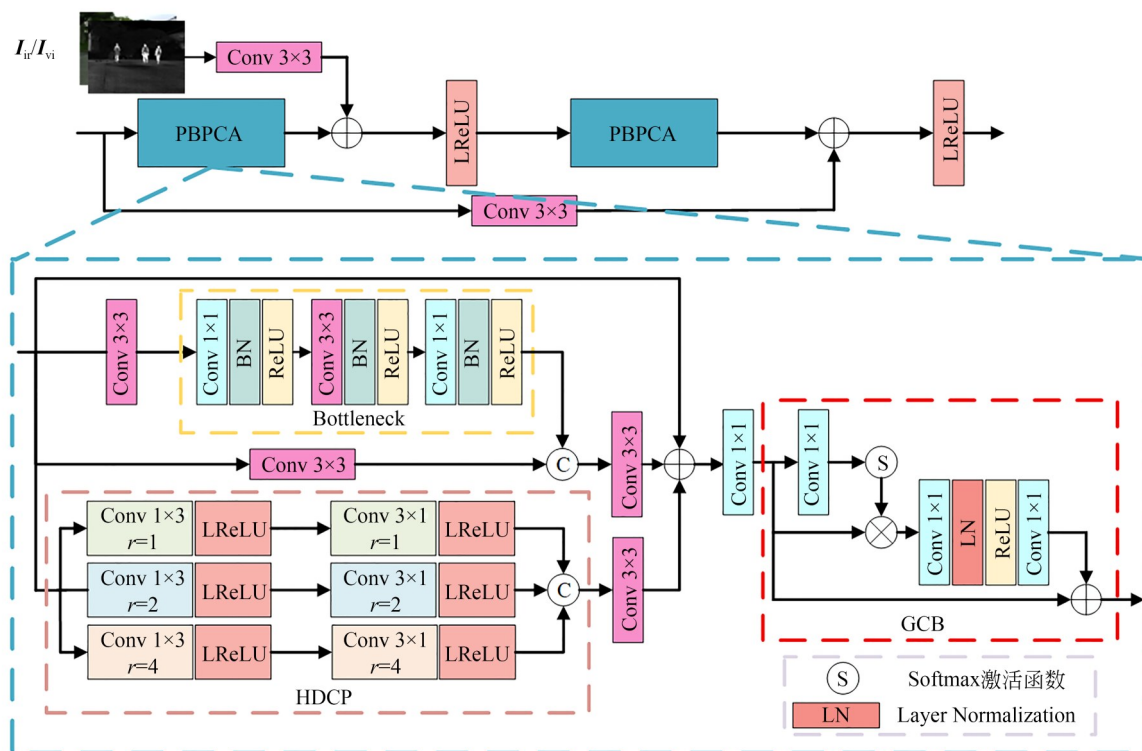 I_ir/I_vi
Conv 3×3
PBPCA
LReLU
PBPCA
LReLU
Conv 3×3
Conv 3×3
Conv 1×1
BN
ReLU
Conv 3×3
BN
ReLU
Conv 1×1
BN
ReLU
Bottleneck
Conv 3×3
C
Conv 3×3
Conv 1×1
Conv 1×1
S
Conv 1×3
r=1
LReLU
Conv 3×1
r=1
LReLU
Conv 1×3
r=2
LReLU
Conv 3×1
r=2
LReLU
C
Conv 3×3
Conv 1×3
r=4
LReLU
Conv 3×1
r=4
LReLU
HDCP
Conv 1×1
LN
ReLU
Conv 1×1
GCB
S Softmax激活函数
LN Layer Normalization